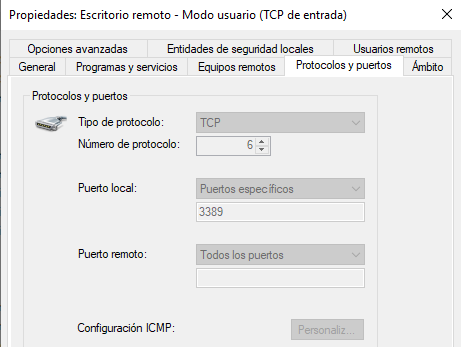 Propiedades: Escritorio remoto - Modo usuario (TCP de entrada)
Opciones avanzadas Entidades de seguridad locales Usuarios remotos
General Programas y servicios Equipos remotos Protocolos y puertos Ámbito
Protocolos y puertos
Tipo de protocolo: TCP
Número de protocolo: 6
Puerto local: Puertos específicos
3389
Puerto remoto: Todos los puertos
Configuración ICMP: Personaliz...